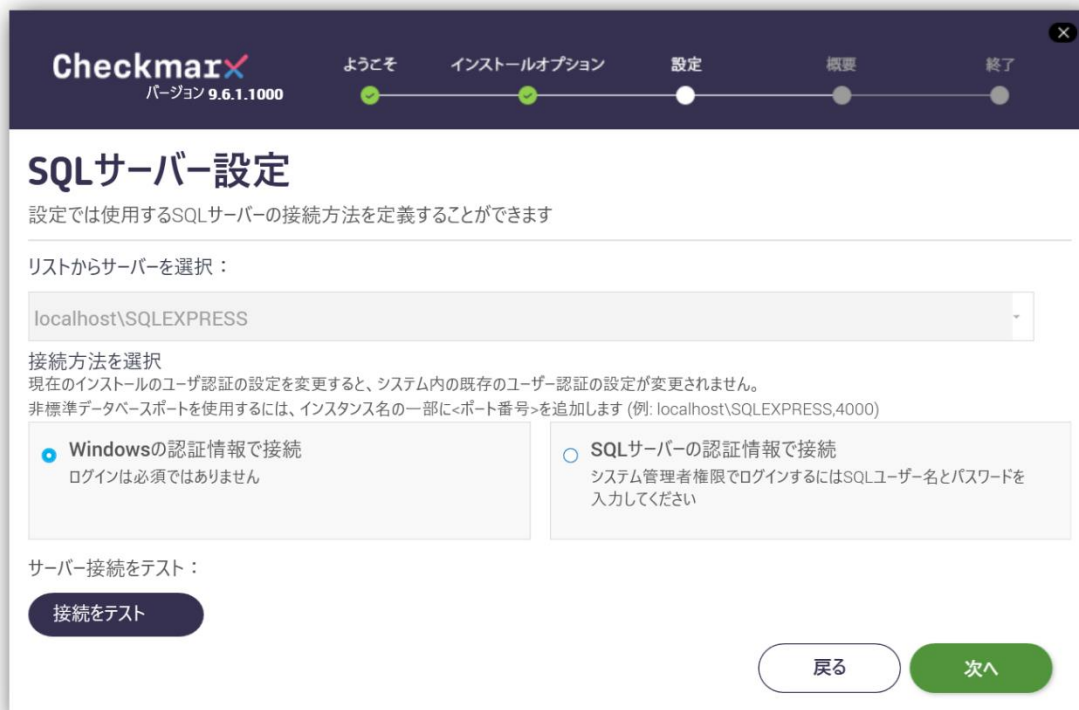 Checkmarx
バージョン 9.6.1.1000
ようこそ
インストールオプション
設定
概要
終了
SQLサーバー設定
設定では使用するSQLサーバーの接続方法を定義することができます
リストからサーバーを選択：
localhost\SQLEXPRESS
接続方法を選択
現在のインストールのユーザ認証の設定を変更すると、システム内の既存のユーザー認証の設定が変更されません。
非標準データベースポートを使用するには、インスタンス名の一部に<ポート番号>を追加します (例: localhost\SQLEXPRESS,4000)
Windowsの認証情報で接続
ログインは必須ではありません
SQLサーバーの認証情報で接続
システム管理者権限でログインするにはSQLユーザー名とパスワードを
入力してください
サーバー接続をテスト：
接続をテスト
戻る
次へ